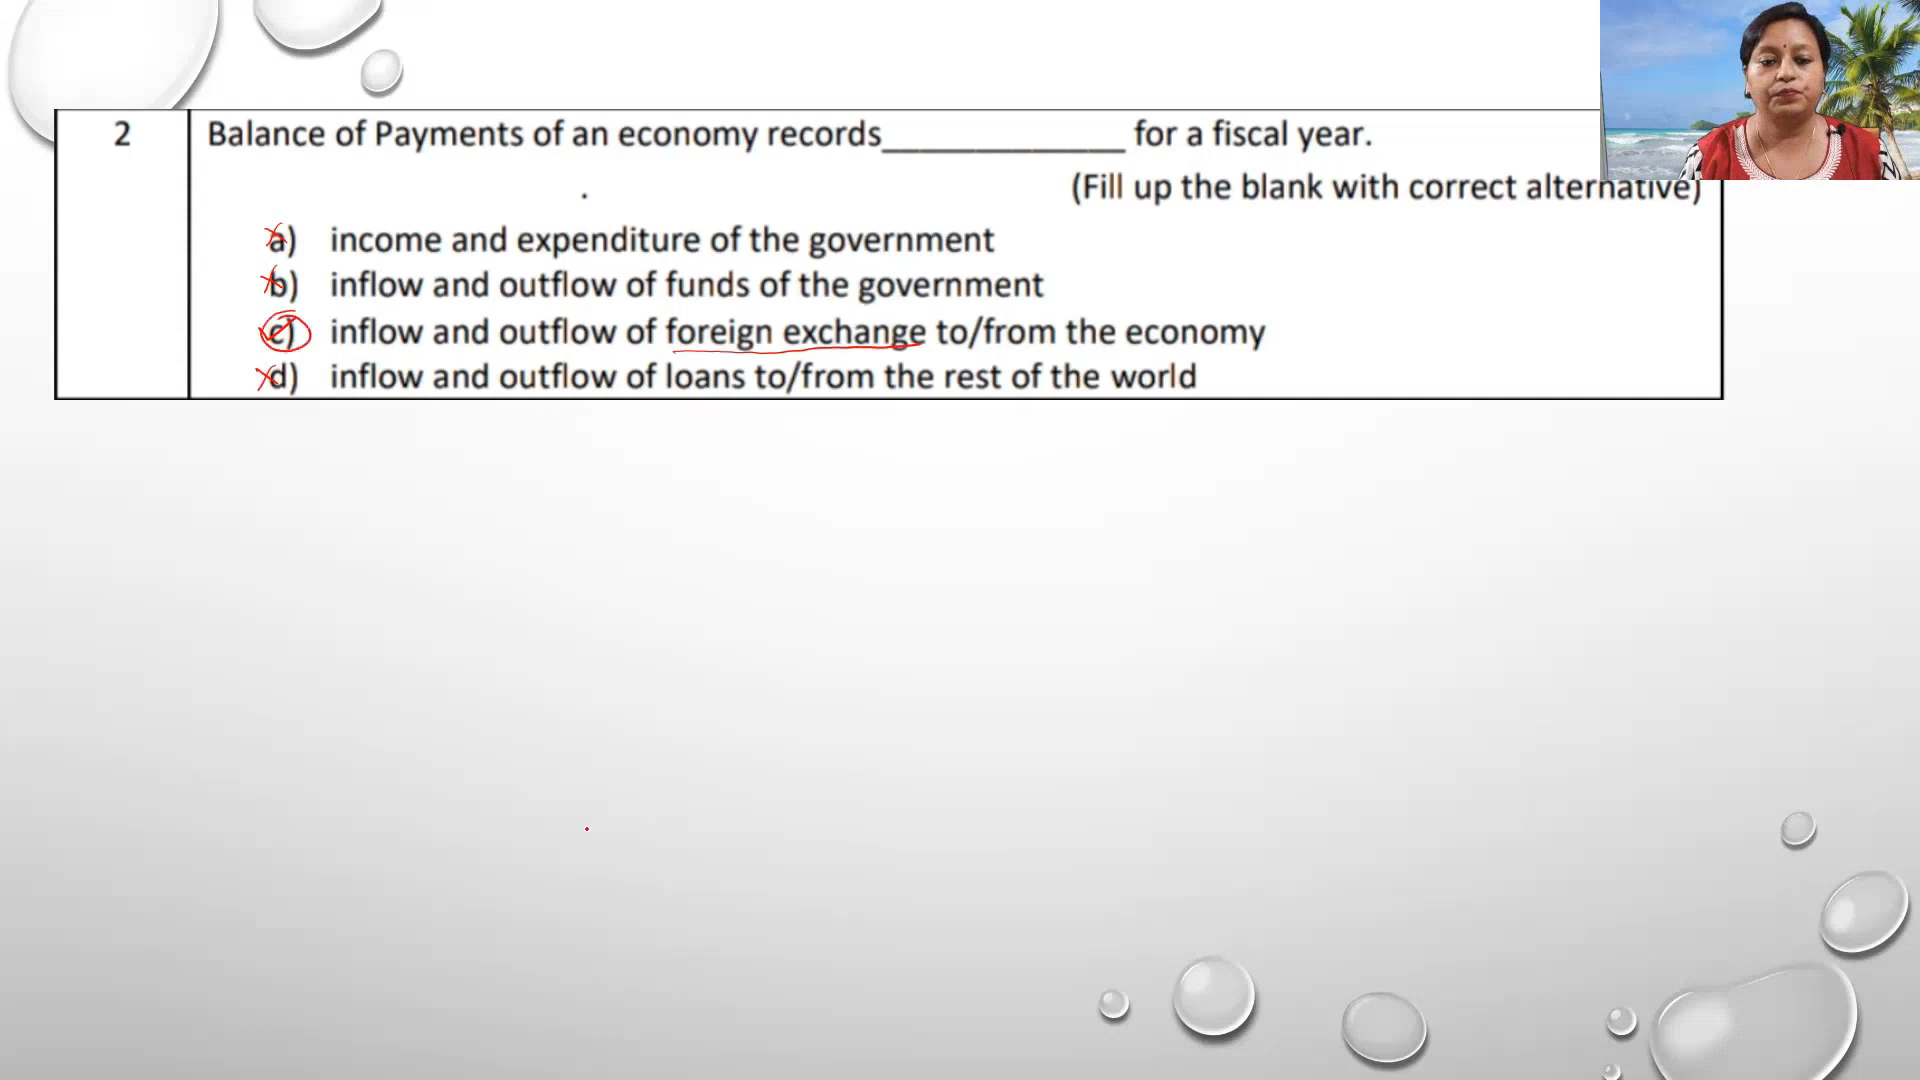 2
Balance of Payments of an economy records_____________ for a fiscal year.
(Fill up the blank with correct alternative)
a) income and expenditure of the government
b) inflow and outflow of funds of the government
c) inflow and outflow of foreign exchange to/from the economy
d) inflow and outflow of loans to/from the rest of the world